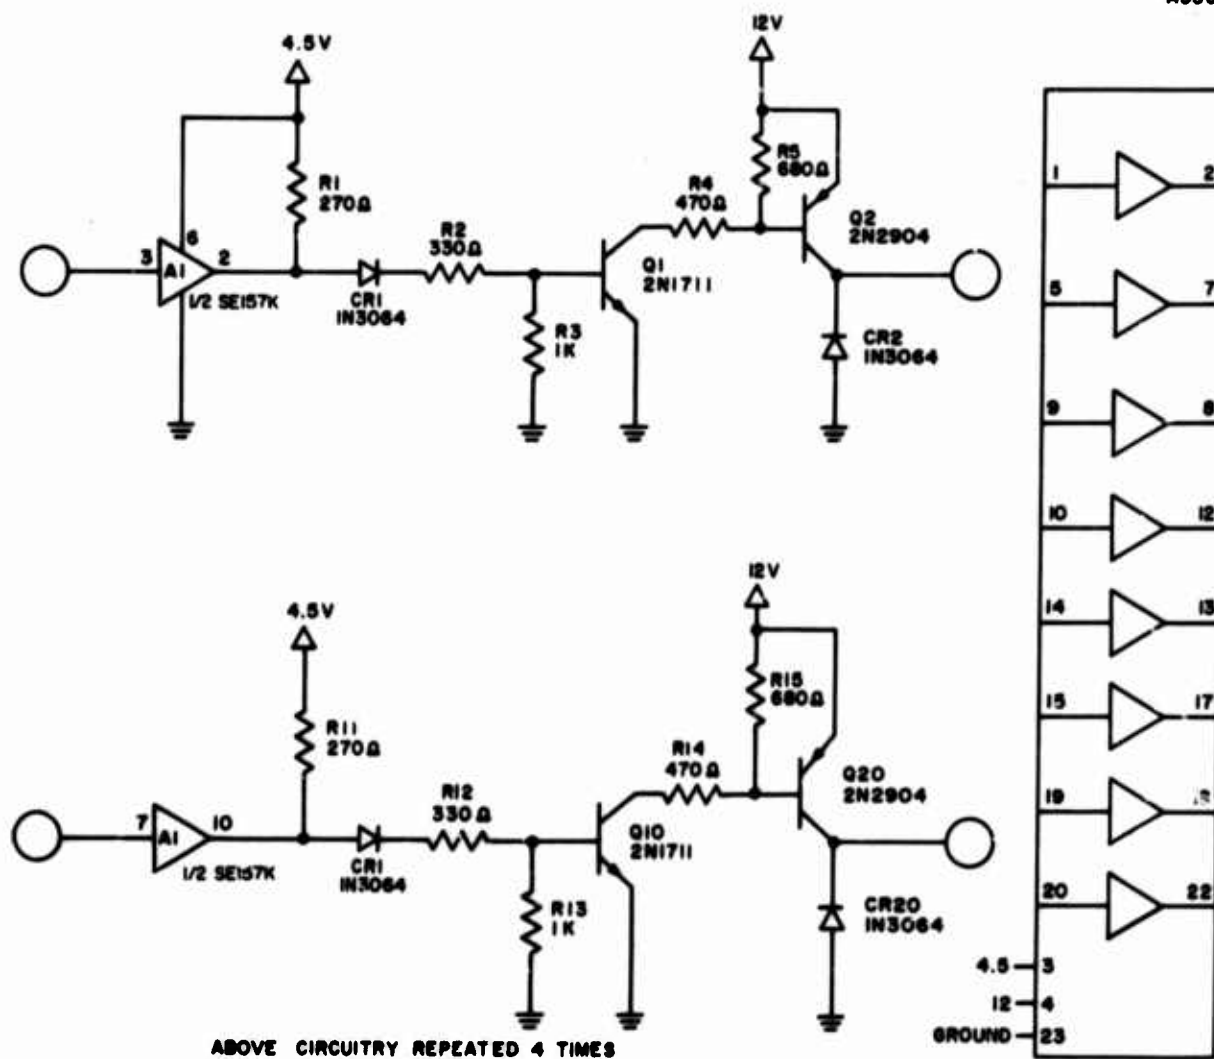 4.5V
12V
R1
270Ω
R5
680Ω
R4
470Ω
Q2
2N2904
3
6
A1
2
1/2 SE157K
R2
330Ω
CR1
1N3064
Q1
2N1711
R3
1K
CR2
1N3064
12V
4.5V
R11
270Ω
R15
680Ω
R14
470Ω
Q20
2N2904
7
A1
10
1/2 SE157K
R12
330Ω
CR1
1N3064
Q10
2N1711
R13
1K
CR20
1N3064
ABOVE CIRCUITRY REPEATED 4 TIMES
1 2
5 7
9 8
10 12
14 13
15 17
19
20 22
4.5 3
12 4
GROUND 23